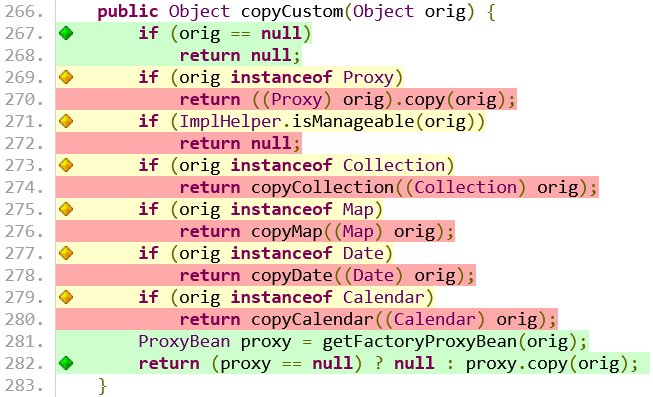 266. public Object copyCustom(Object orig) {
267. if (orig == null)
268. return null;
269. if (orig instanceof Proxy)
270. return ((Proxy) orig).copy(orig);
271. if (ImplHelper.isManageable(orig))
272. return null;
273. if (orig instanceof Collection)
274. return copyCollection((Collection) orig);
275. if (orig instanceof Map)
276. return copyMap((Map) orig);
277. if (orig instanceof Date)
278. return copyDate((Date) orig);
279. if (orig instanceof Calendar)
280. return copyCalendar((Calendar) orig);
281. ProxyBean proxy = getFactoryProxyBean(orig);
282. return (proxy == null) ? null : proxy.copy(orig);
283. }